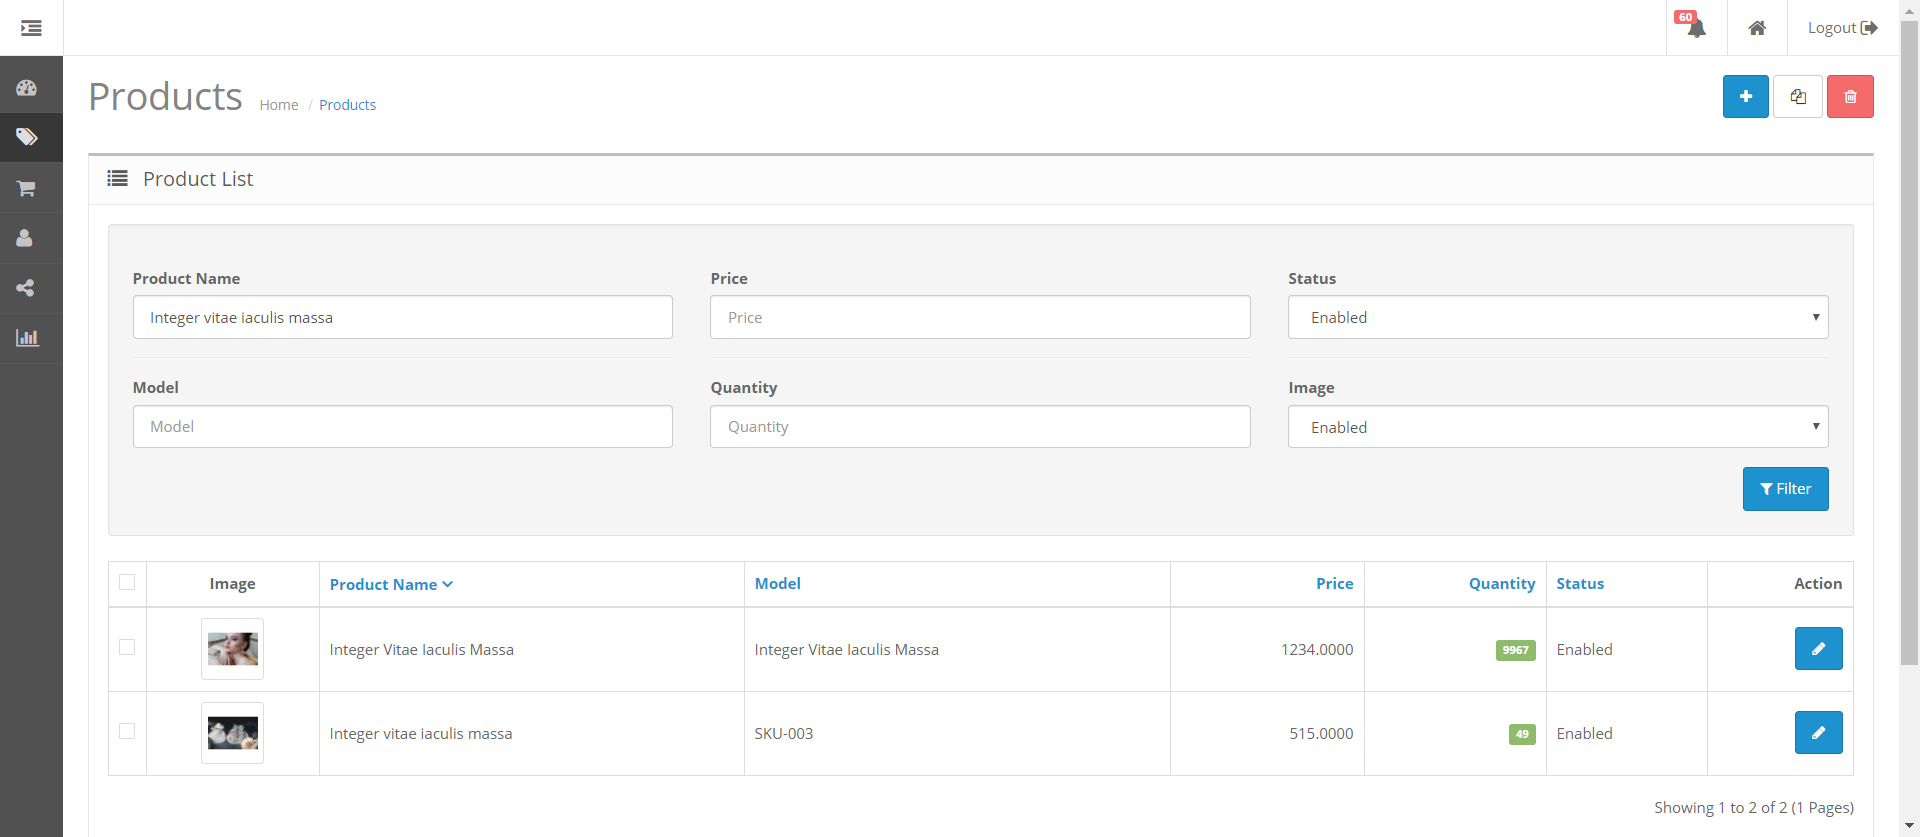 60
Logout
Products Home / Products
Product List
Product Name Price Status
Integer vitae iaculis massa Price Enabled
Model Quantity Image
Model Quantity Enabled
Filter
Image Product Name Model Price Quantity Status Action
Integer Vitae Iaculis Massa Integer Vitae Iaculis Massa 1234.0000 9967 Enabled
Integer vitae iaculis massa SKU-003 515.0000 49 Enabled
Showing 1 to 2 of 2 (1 Pages)